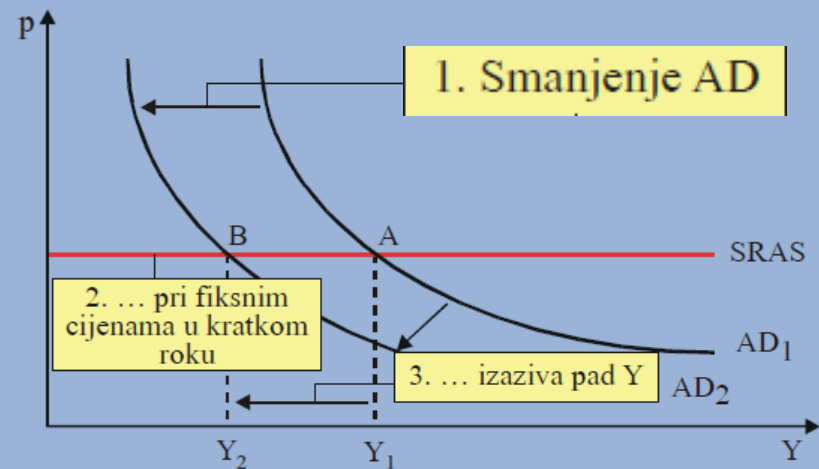 p
1. Smanjenje AD
B
A
SRAS
2. … pri fiksnim
cijenama u kratkom
roku
AD1
3. … izaziva pad Y
AD2
Y2
Y1
Y